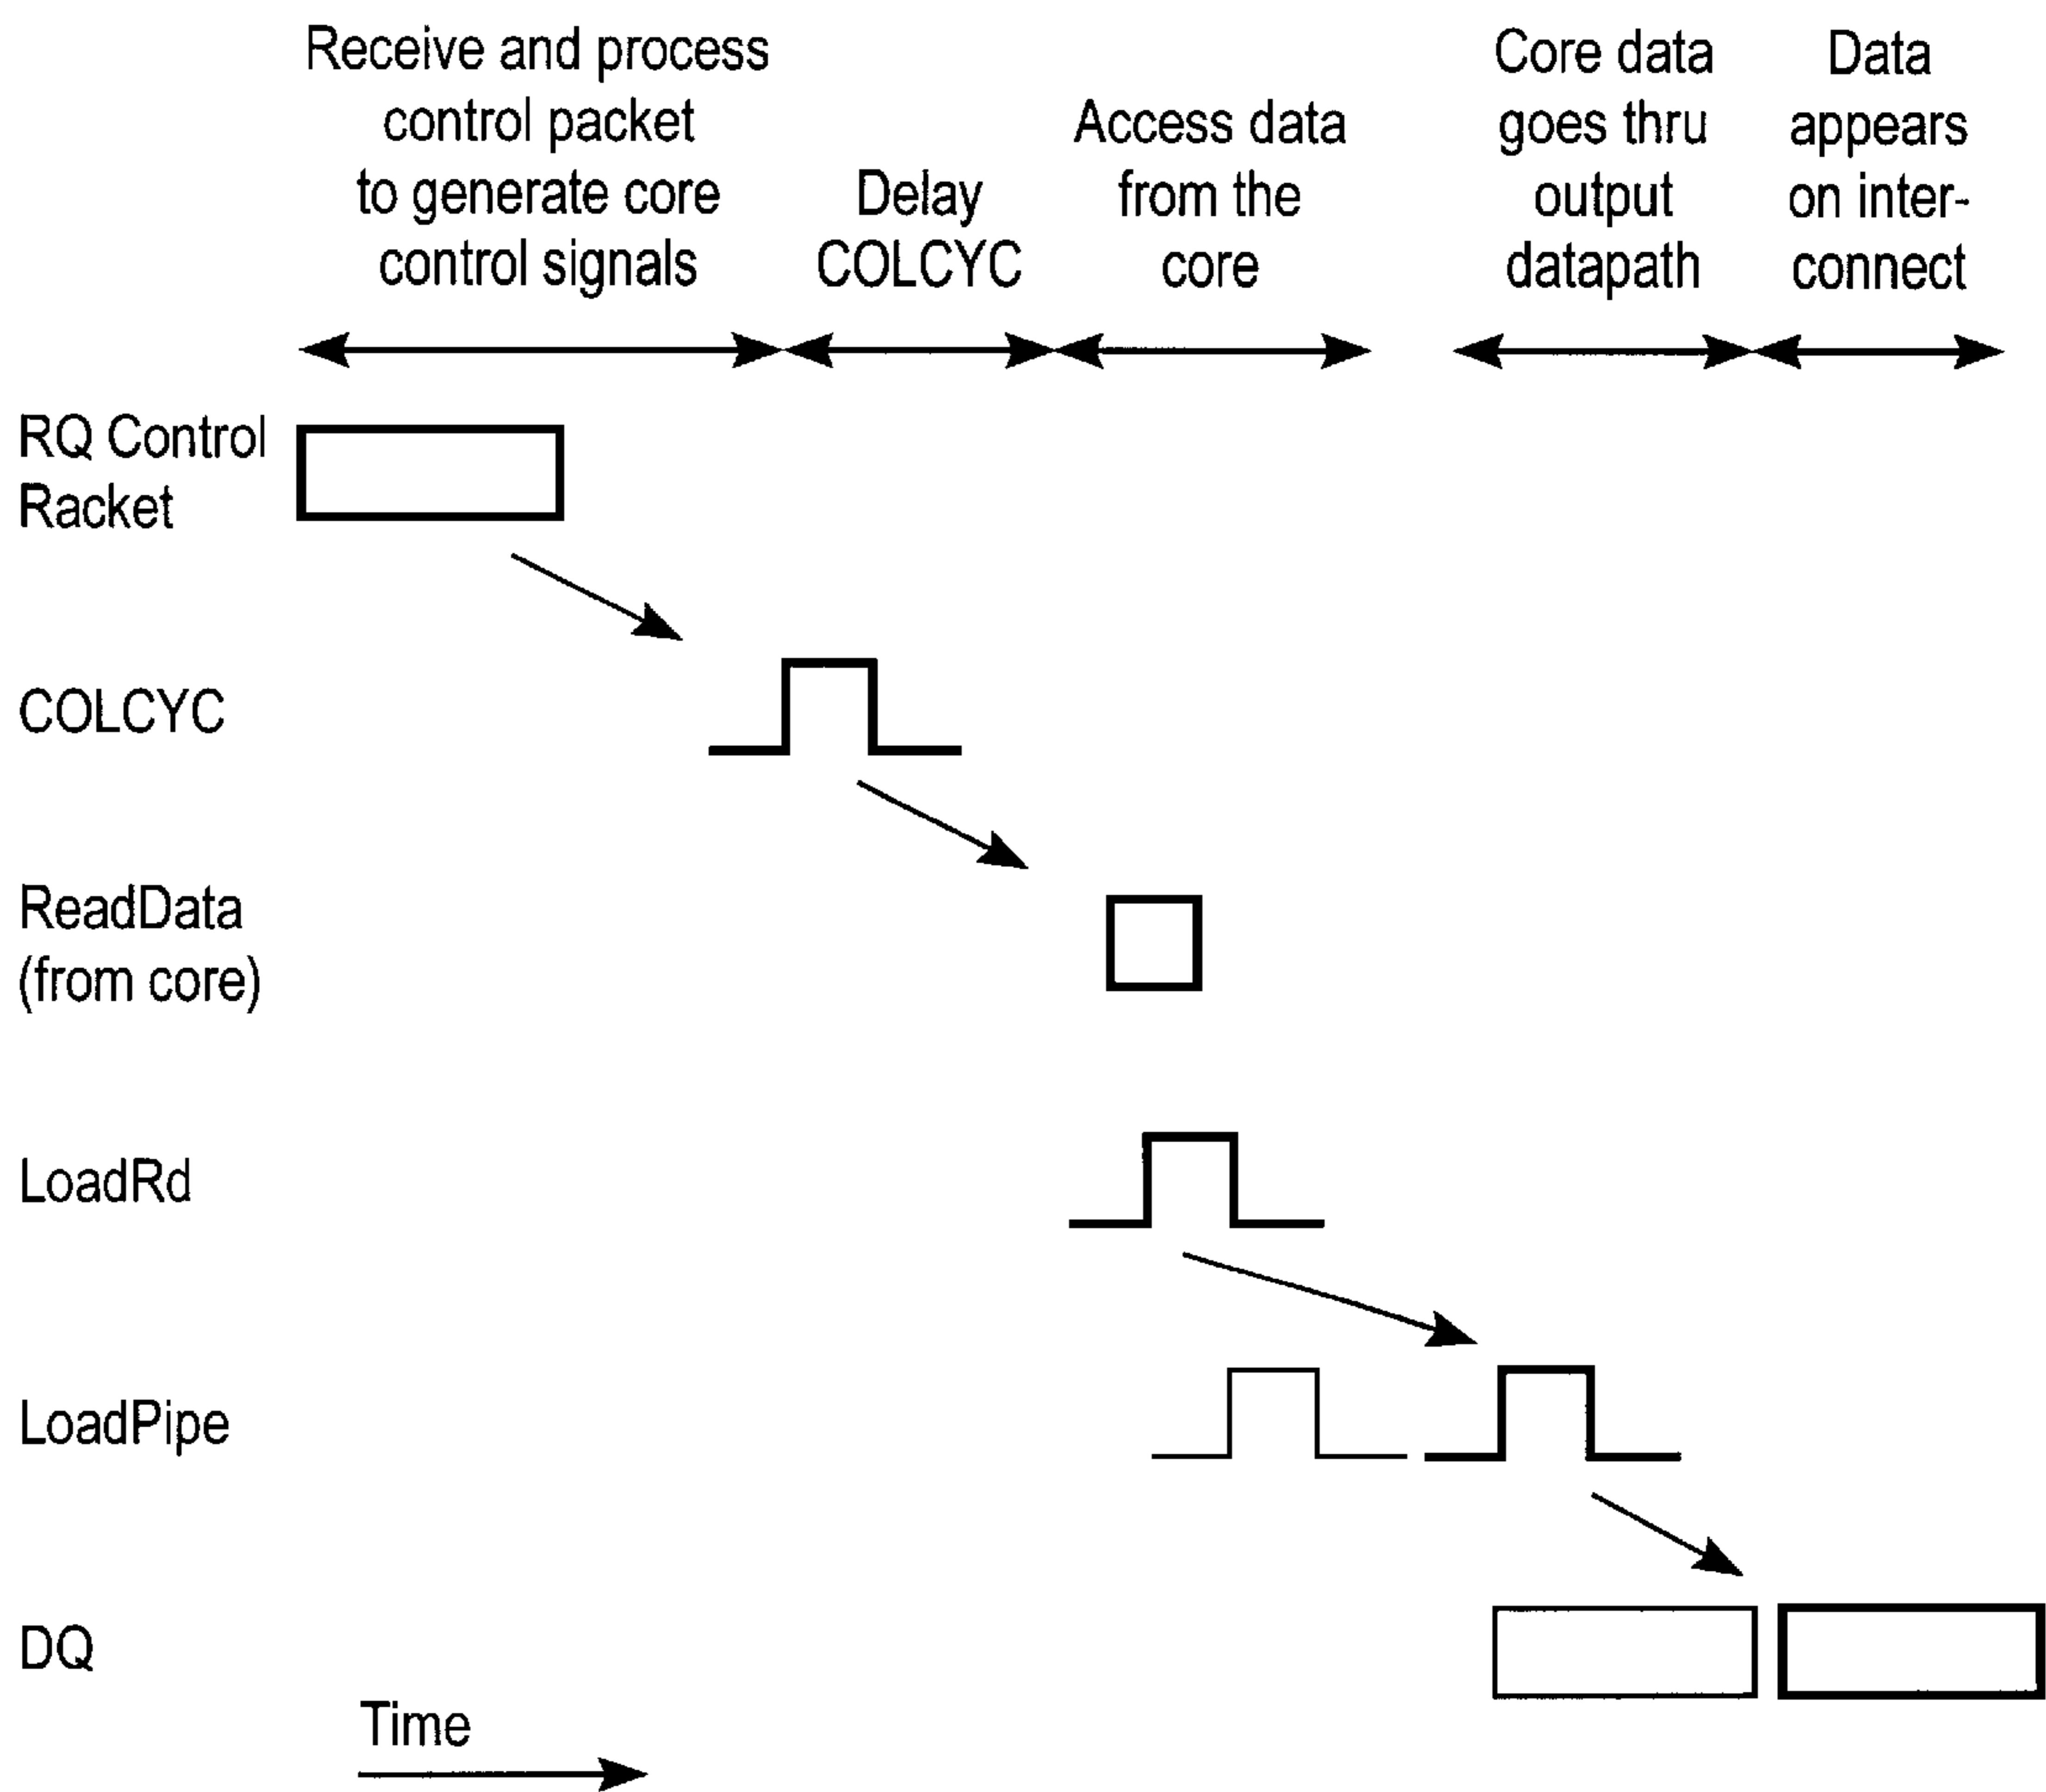 Receive and process
control packet
to generate core
control signals
Delay
COLCYC
Access data
from the
core
Core data
goes thru
output
datapath
Data
appears
on inter-
connect
RQ Control
Racket
COLCYC
ReadData
(from core)
LoadRd
LoadPipe
DQ
Time